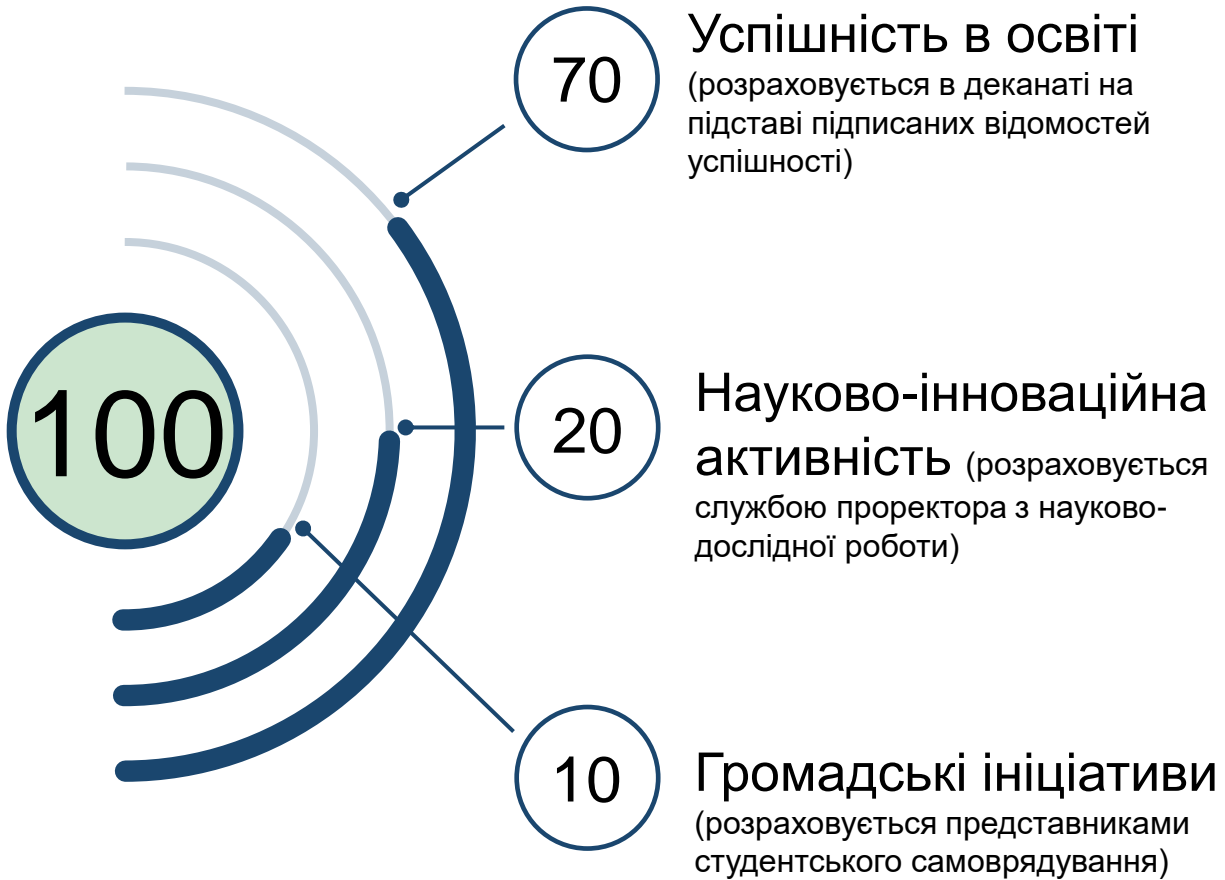 70
Успішність в освіті
(розраховується в деканаті на
підставі підписаних відомостей
успішності)
100
20
Науково-інноваційна
активність (розраховується
службою проректора з науково-
дослідної роботи)
10
Громадські ініціативи
(розраховується представниками
студентського самоврядування)